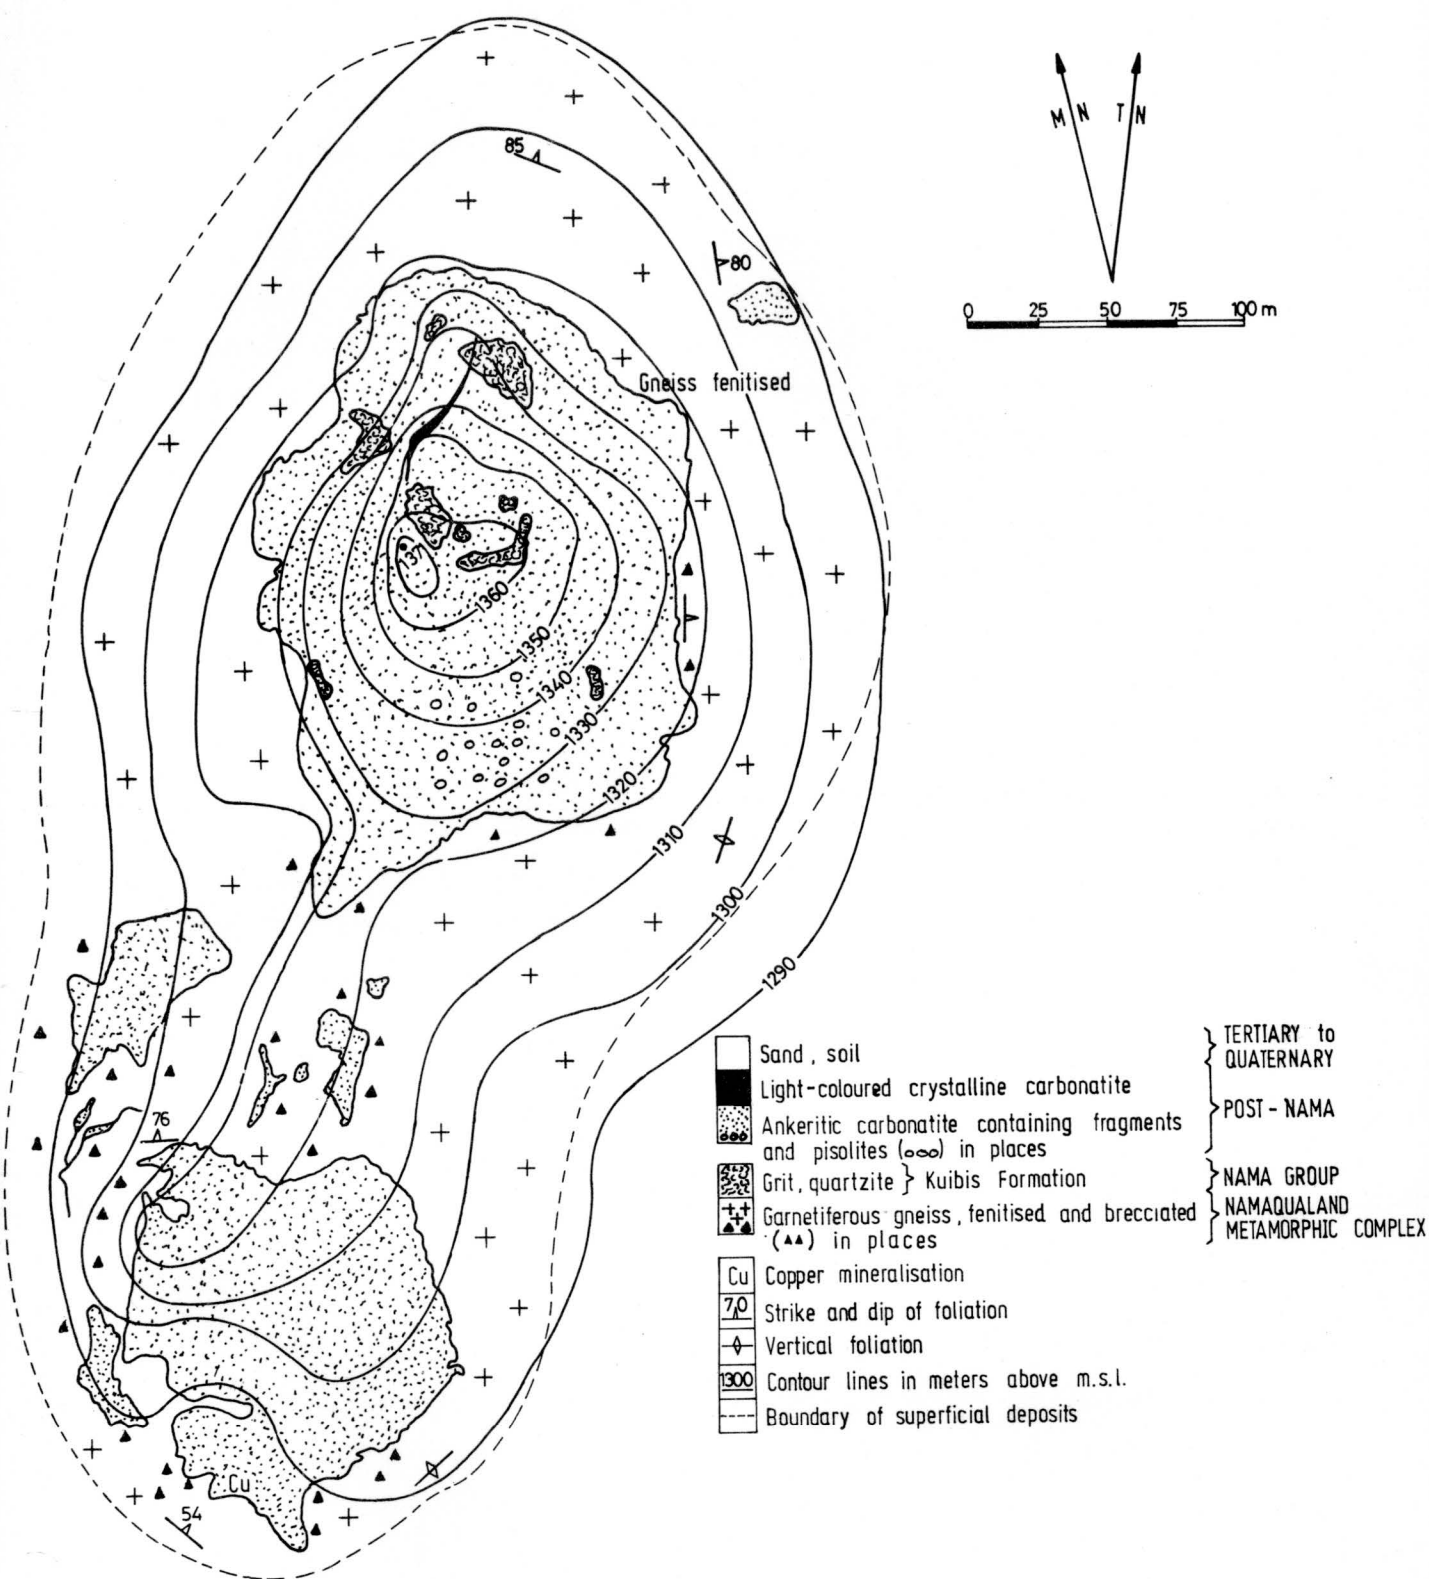 85
M N T N
80
0 25 50 75 100 m
Gneiss fenitised
1371
1360
1350
1340
1330
1320
1310
1300
1290
76
Cu
54
Sand, soil
TERTIARY to
QUATERNARY
Light-coloured crystalline carbonatite
POST-NAMA
Ankeritic carbonatite containing fragments
and pisolites (ooo) in places
Grit, quartzite } Kuibis Formation
NAMA GROUP
Garnetiferous gneiss, fenitised and brecciated
(▲▲) in places
NAMAQUALAND
METAMORPHIC COMPLEX
Cu Copper mineralisation
70 Strike and dip of foliation
Vertical foliation
1300 Contour lines in meters above m.s.l.
Boundary of superficial deposits